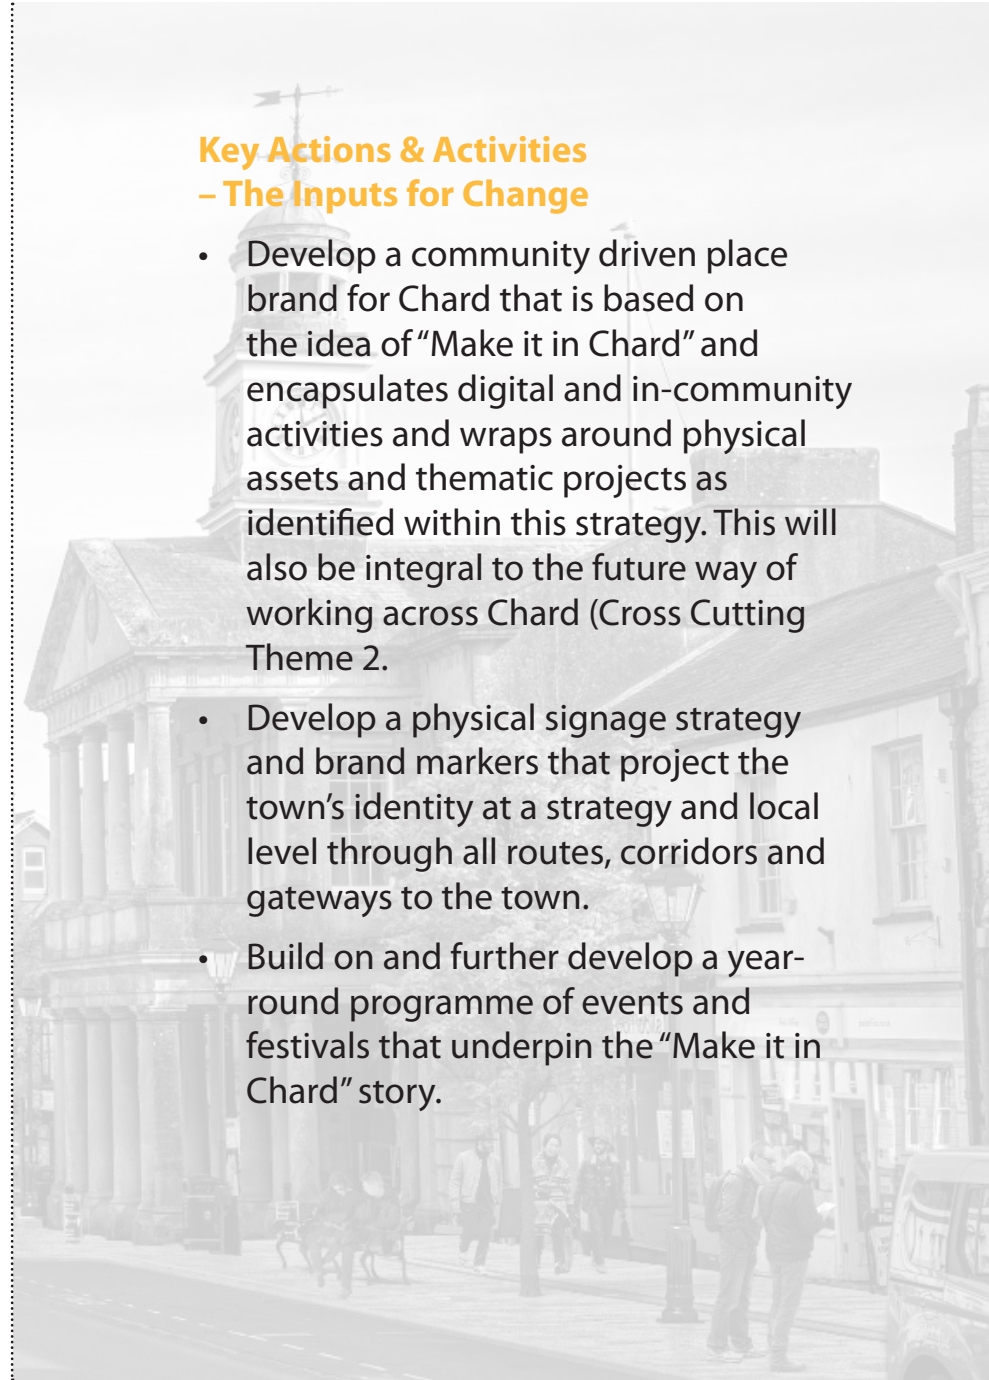 Key Actions & Activities
– The Inputs for Change
• Develop a community driven place
brand for Chard that is based on
the idea of “Make it in Chard” and
encapsulates digital and in-community
activities and wraps around physical
assets and thematic projects as
identified within this strategy. This will
also be integral to the future way of
working across Chard (Cross Cutting
Theme 2.
• Develop a physical signage strategy
and brand markers that project the
town’s identity at a strategy and local
level through all routes, corridors and
gateways to the town.
• Build on and further develop a year-
round programme of events and
festivals that underpin the “Make it in
Chard” story.